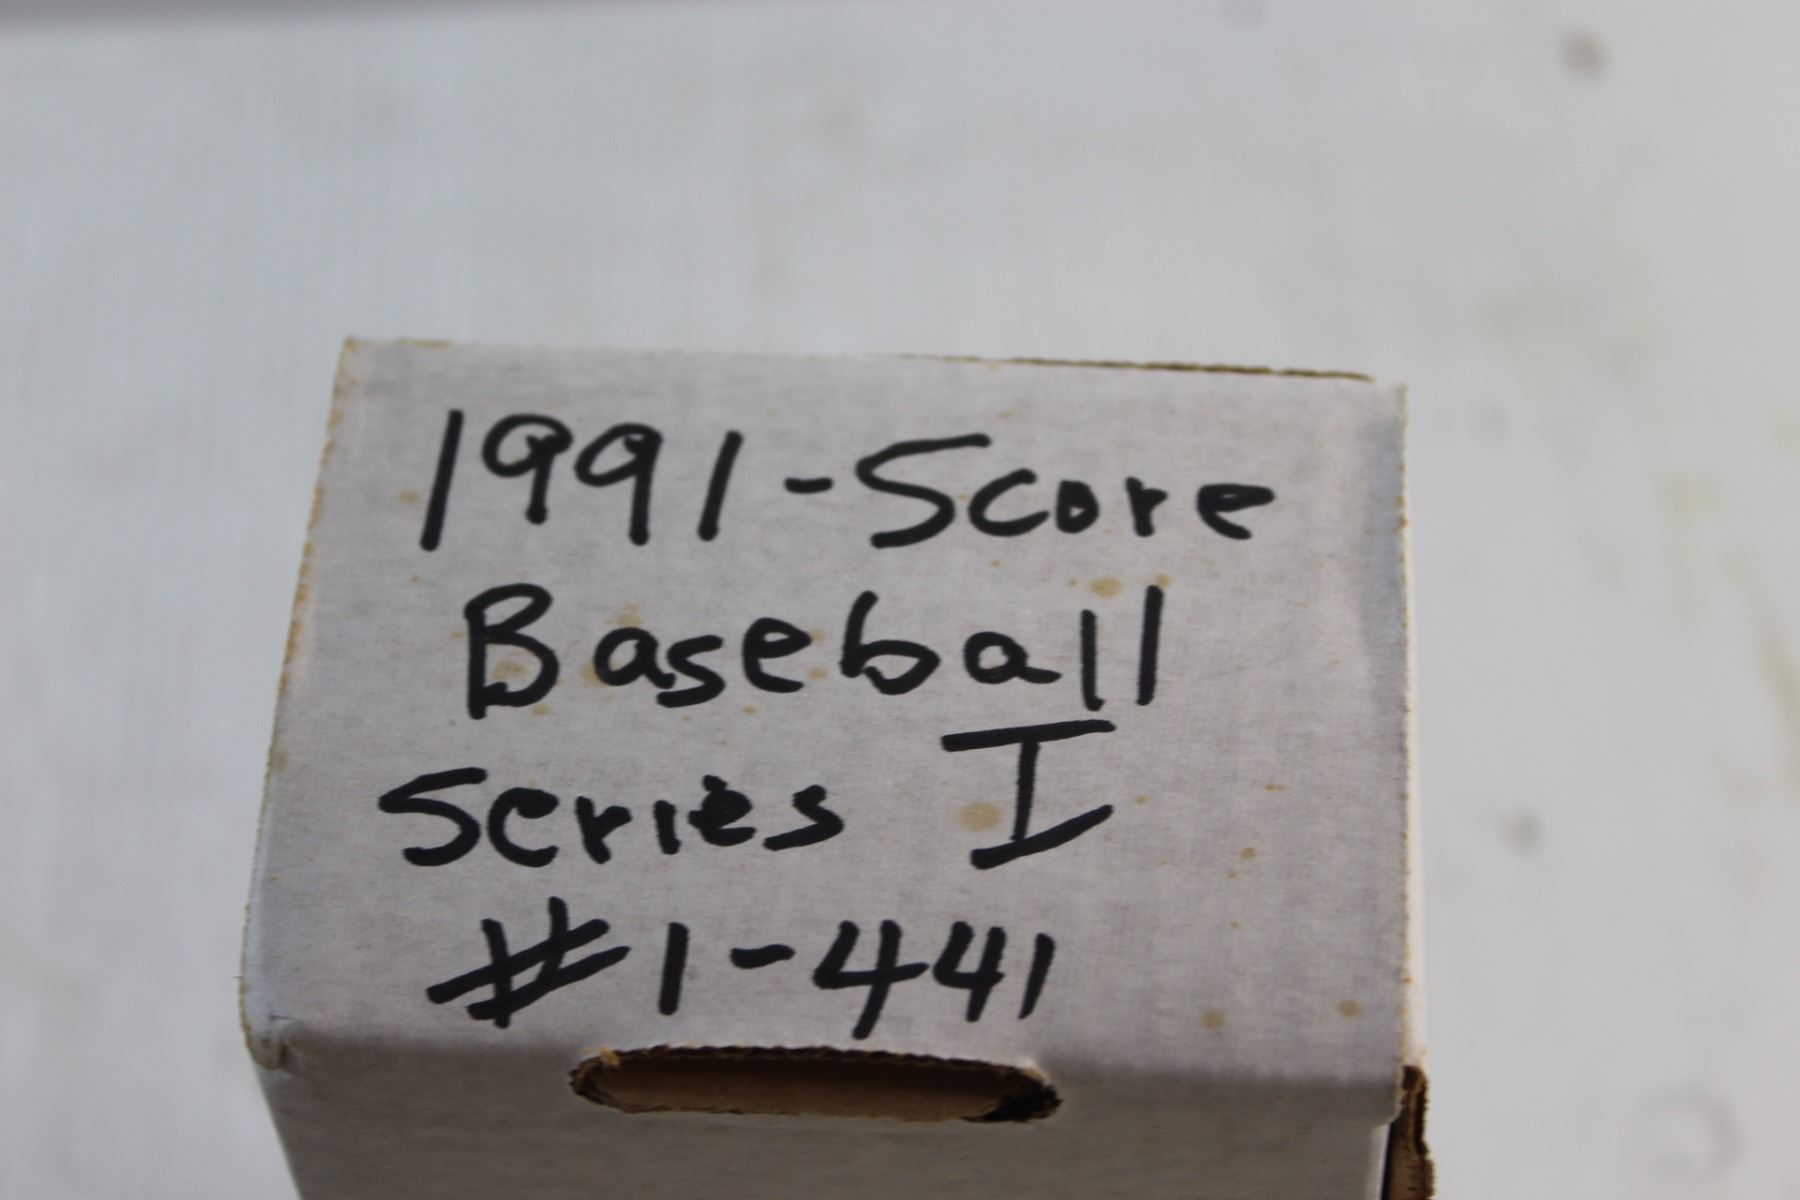 1991-Score
Baseball
Series I
#1-441